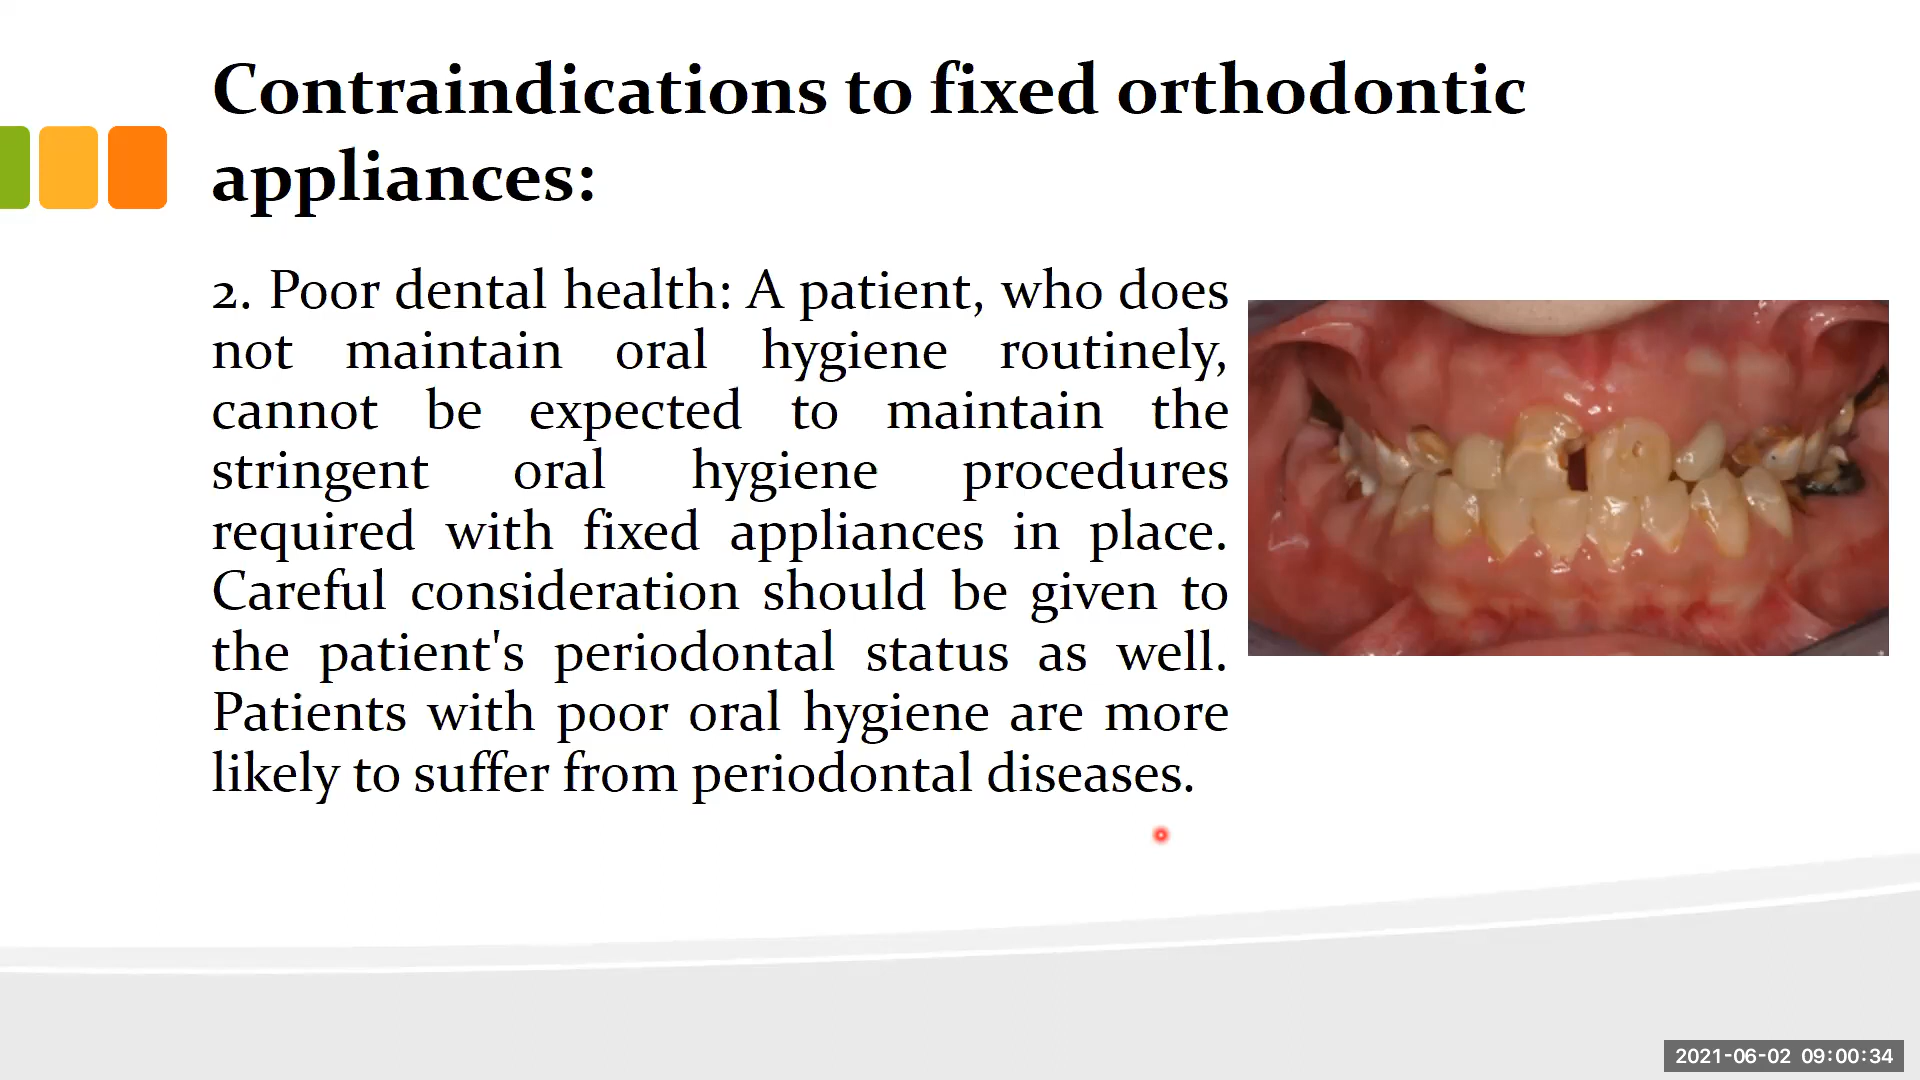 Contraindications to fixed orthodontic
appliances:
2. Poor dental health: A patient, who does
not maintain oral hygiene routinely,
cannot be expected to maintain the
stringent oral hygiene procedures
required with fixed appliances in place.
Careful consideration should be given to
the patient's periodontal status as well.
Patients with poor oral hygiene are more
likely to suffer from periodontal diseases.
2021-06-02 09:00:34